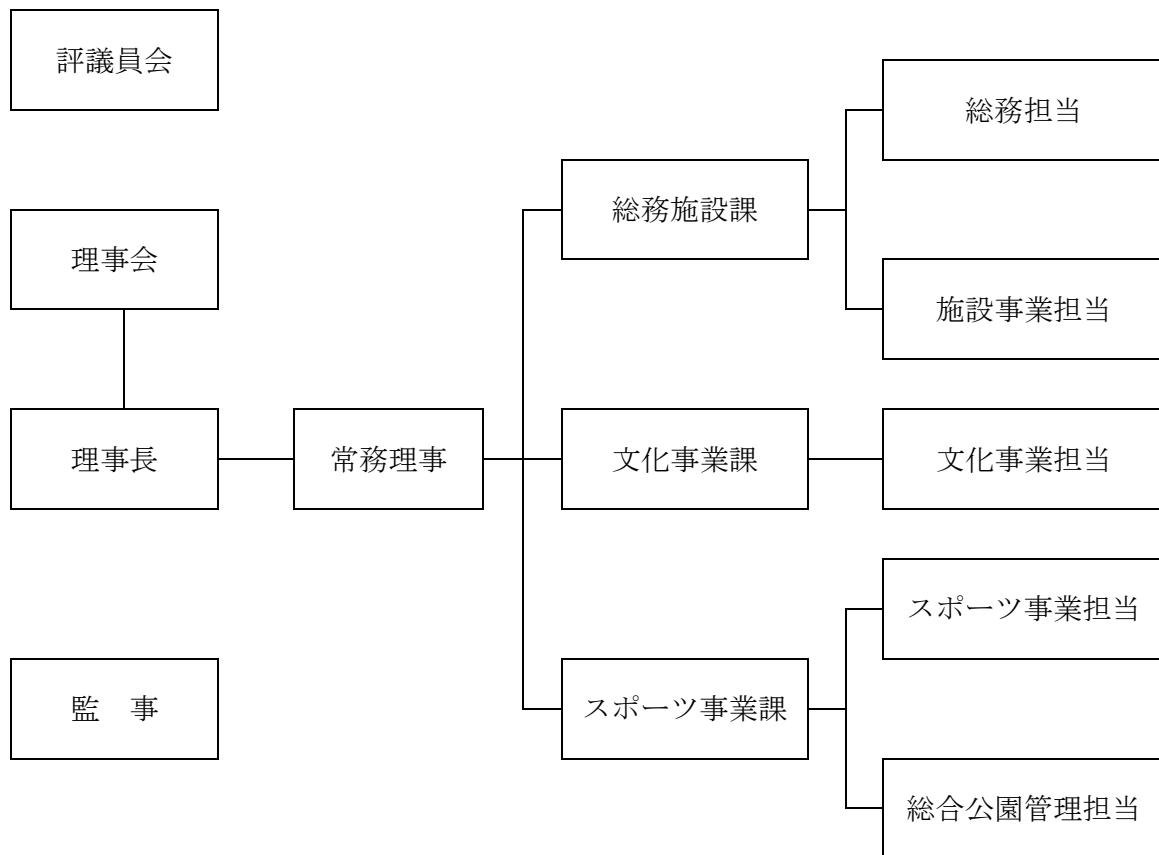 評議員会
総務担当
総務施設課
理事会
施設事業担当
理事長
常務理事
文化事業課
文化事業担当
スポーツ事業担当
監　事
スポーツ事業課
総合公園管理担当